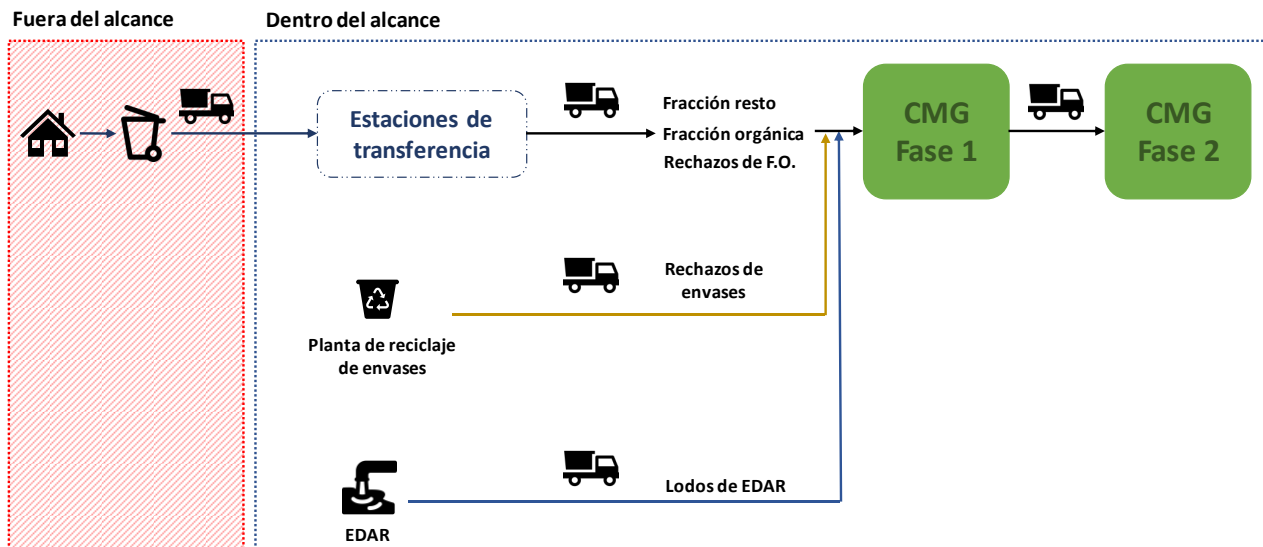 Fuera del alcance
Dentro del alcance
Estaciones de
transferencia
Fracción resto
Fracción orgánica
Rechazos de F.O.
CMG
Fase 1
CMG
Fase 2
Rechazos de
envases
Planta de reciclaje
de envases
Lodos de EDAR
EDAR